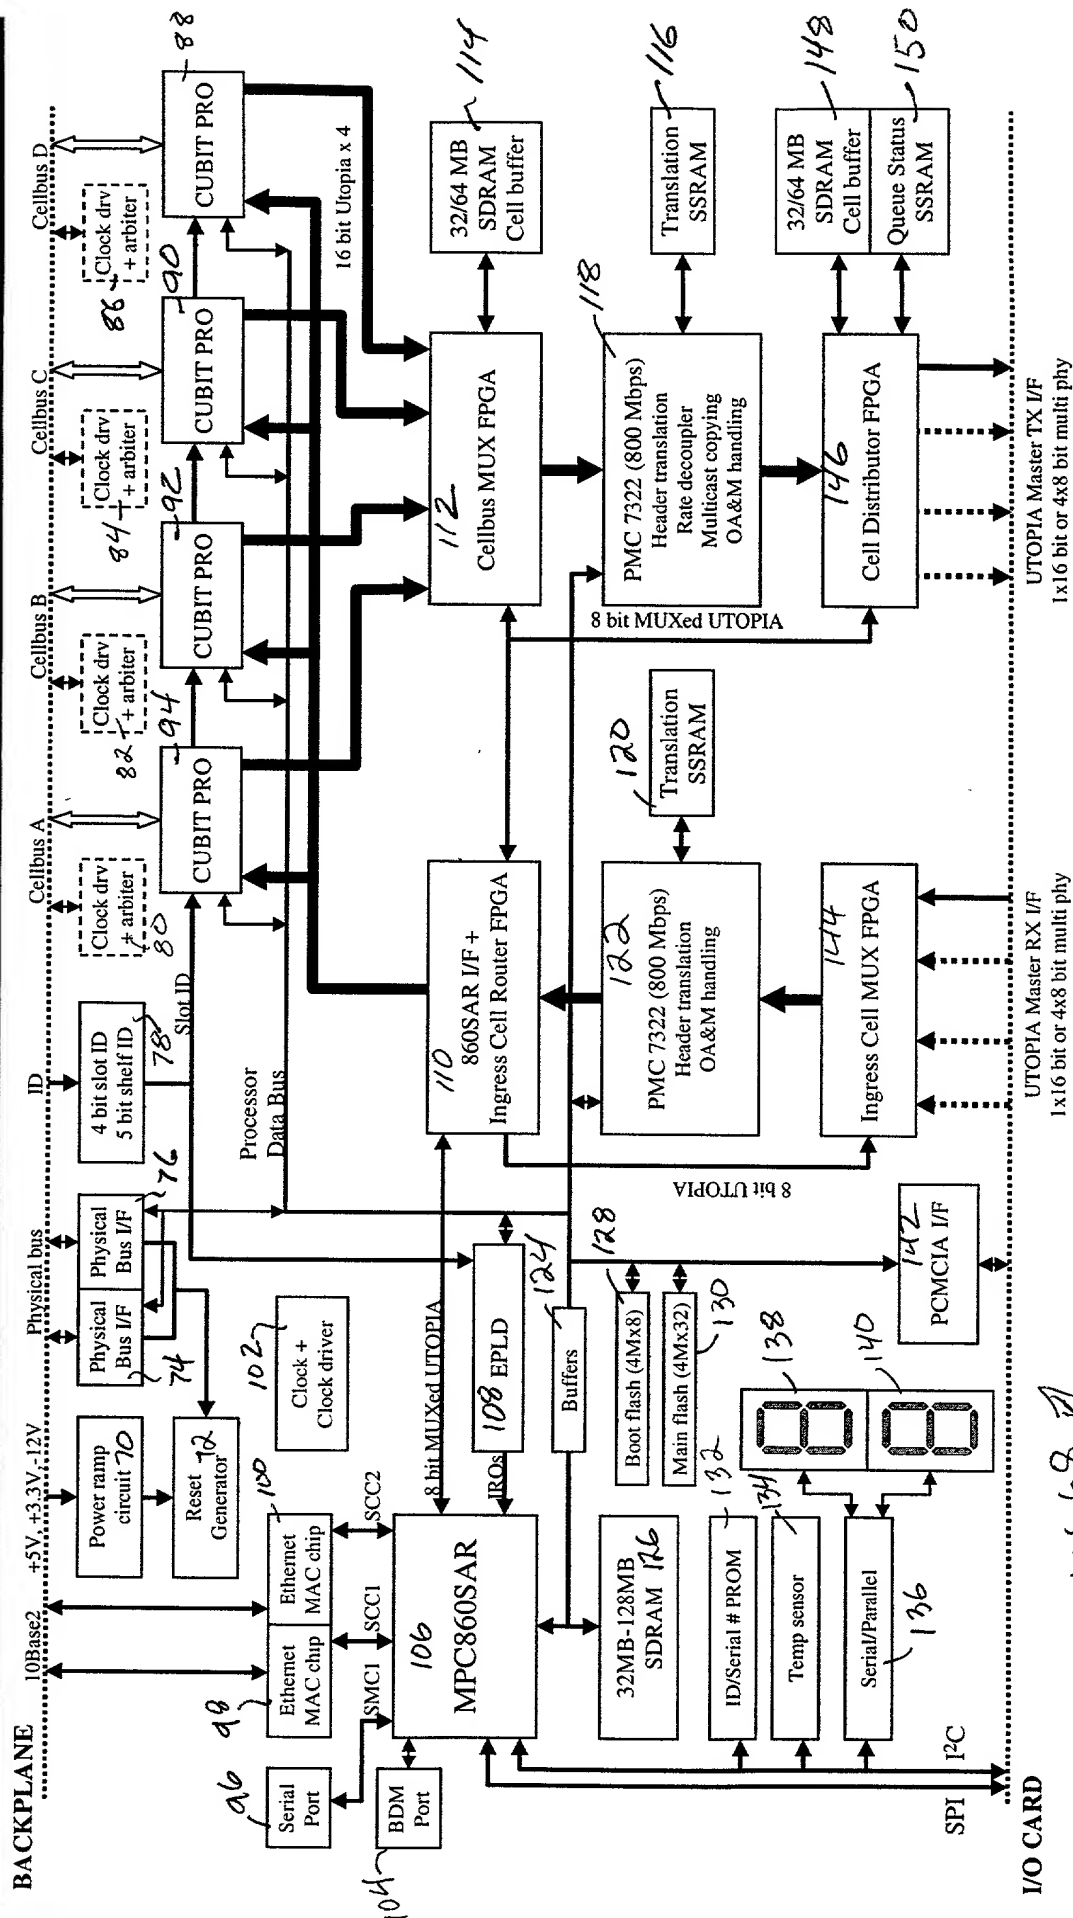 BACKPLANE
10Base2
+5V, +3.3V,-12V
Physical bus
ID
Cellbus A
Cellbus B
Cellbus C
Cellbus D
Power ramp
circuit 70
Reset
Generator
72
Physical
Bus I/F
74
Physical
Bus I/F
76
4 bit slot ID
5 bit shelf ID
78
Slot ID
Clock drv
+ arbiter
80
Clock drv
+ arbiter
82
Clock drv
+ arbiter
84
Clock drv
+ arbiter
86
CUBIT PRO
94
CUBIT PRO
92
CUBIT PRO
90
CUBIT PRO
88
16 bit Utopia x 4
Processor
Data Bus
Serial
Port
96
Ethernet
MAC chip
98
Ethernet
MAC chip
100
Clock +
Clock driver
102
SMC1
SCC1
SCC2
BDM
Port
104
106
MPC860SAR
8 bit MUXed UTOPIA
IRQs
108 EPLD
110
860SAR I/F +
Ingress Cell Router FPGA
112
Cellbus MUX FPGA
32/64 MB
SDRAM
Cell buffer
114
Translation
SSRAM
116
118
PMC 7322 (800 Mbps)
Header translation
Rate decoupler
Multicast copying
OA&M handling
8 bit MUXed UTOPIA
Translation
SSRAM
120
122
PMC 7322 (800 Mbps)
Header translation
OA&M handling
8 bit UTOPIA
Buffers
124
32MB-128MB
SDRAM 126
Boot flash (4Mx8)
128
Main flash (4Mx32)
130
ID/Serial # PROM
132
Temp sensor
134
Serial/Parallel
136
138
140
142
PCMCIA I/F
144
Ingress Cell MUX FPGA
146
Cell Distributor FPGA
32/64 MB
SDRAM
Cell buffer
148
Queue Status
SSRAM
150
SPI
I²C
I/O CARD
UTOPIA Master RX I/F
1x16 bit or 4x8 bit multi phy
UTOPIA Master TX I/F
1x16 bit or 4x8 bit multi phy
68